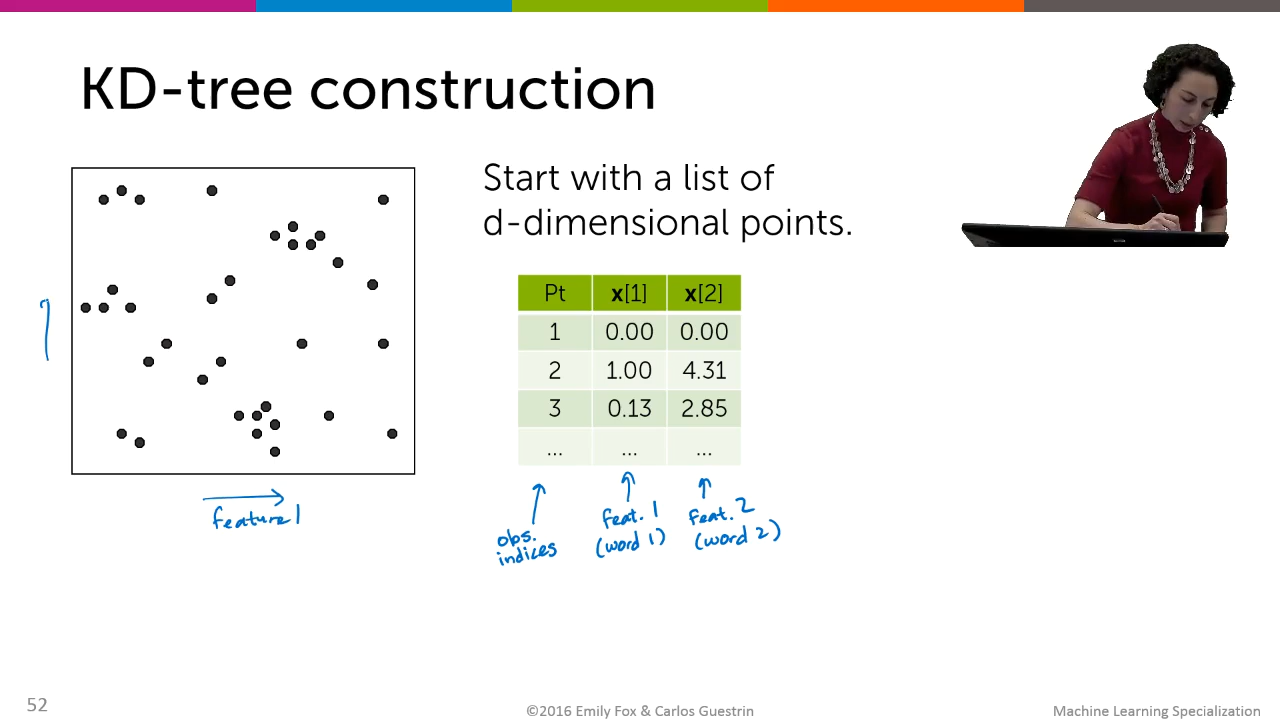 KD-tree construction
Start with a list of
d-dimensional points.
Pt x[1] x[2]
1 0.00 0.00
2 1.00 4.31
3 0.13 2.85
... ... ...
feature 1
obs.
indices
feat. 1
(word 1)
feat. 2
(word 2)
52
©2016 Emily Fox & Carlos Guestrin
Machine Learning Specialization